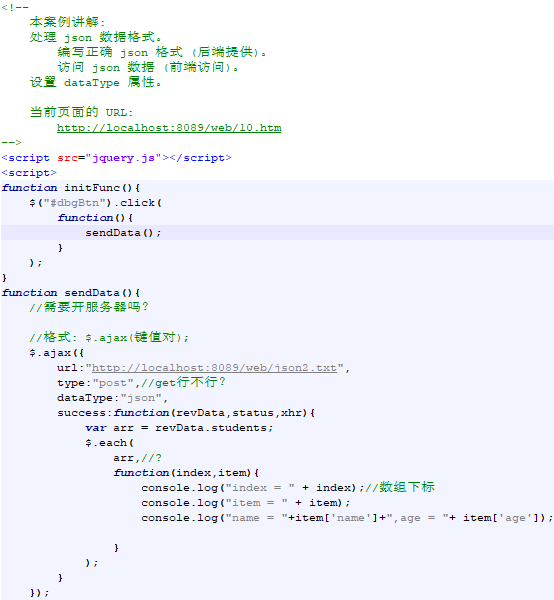 <!--
    本案例讲解:
    处理 json 数据格式。
        编写正确 json 格式 (后端提供)。
        访问 json 数据 (前端访问)。
    设置 dataType 属性。

    当前页面的 URL:
        http://localhost:8089/web/10.htm
-->
<script src="jquery.js"></script>
<script>
function initFunc(){
    $("#dbgBtn").click(
        function(){
            sendData();
        }
    );
}
function sendData(){
    //需要开服务器吗?

    //格式: $.ajax(键值对);
    $.ajax({
        url:"http://localhost:8089/web/json2.txt",
        type:"post",//get行不行?
        dataType:"json",
        success:function(revData,status,xhr){
            var arr = revData.students;
            $.each(
                arr,//?
                function(index,item){
                    console.log("index = " + index);//数组下标
                    console.log("item = " + item);
                    console.log("name = "+item['name']+",age = "+ item['age']);

                }
            );
        }
    });